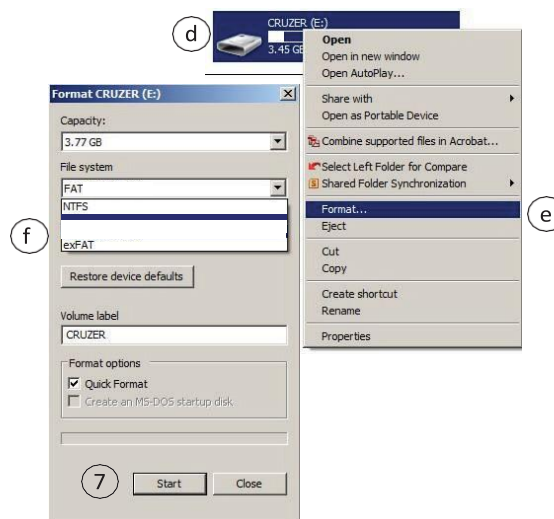 d
CRUZER (E:)
3.45 GB
Open
Open in new window
Open AutoPlay...
Share with
Open as Portable Device
Combine supported files in Acrobat...
Select Left Folder for Compare
Shared Folder Synchronization
Format...
e
Eject
Cut
Copy
Create shortcut
Rename
Properties
Format CRUZER (E:)
Capacity:
3.77 GB
File system
FAT
NTFS
f
exFAT
Restore device defaults
Volume label
CRUZER
Format options
Quick Format
Create an MS-DOS startup disk
7
Start
Close